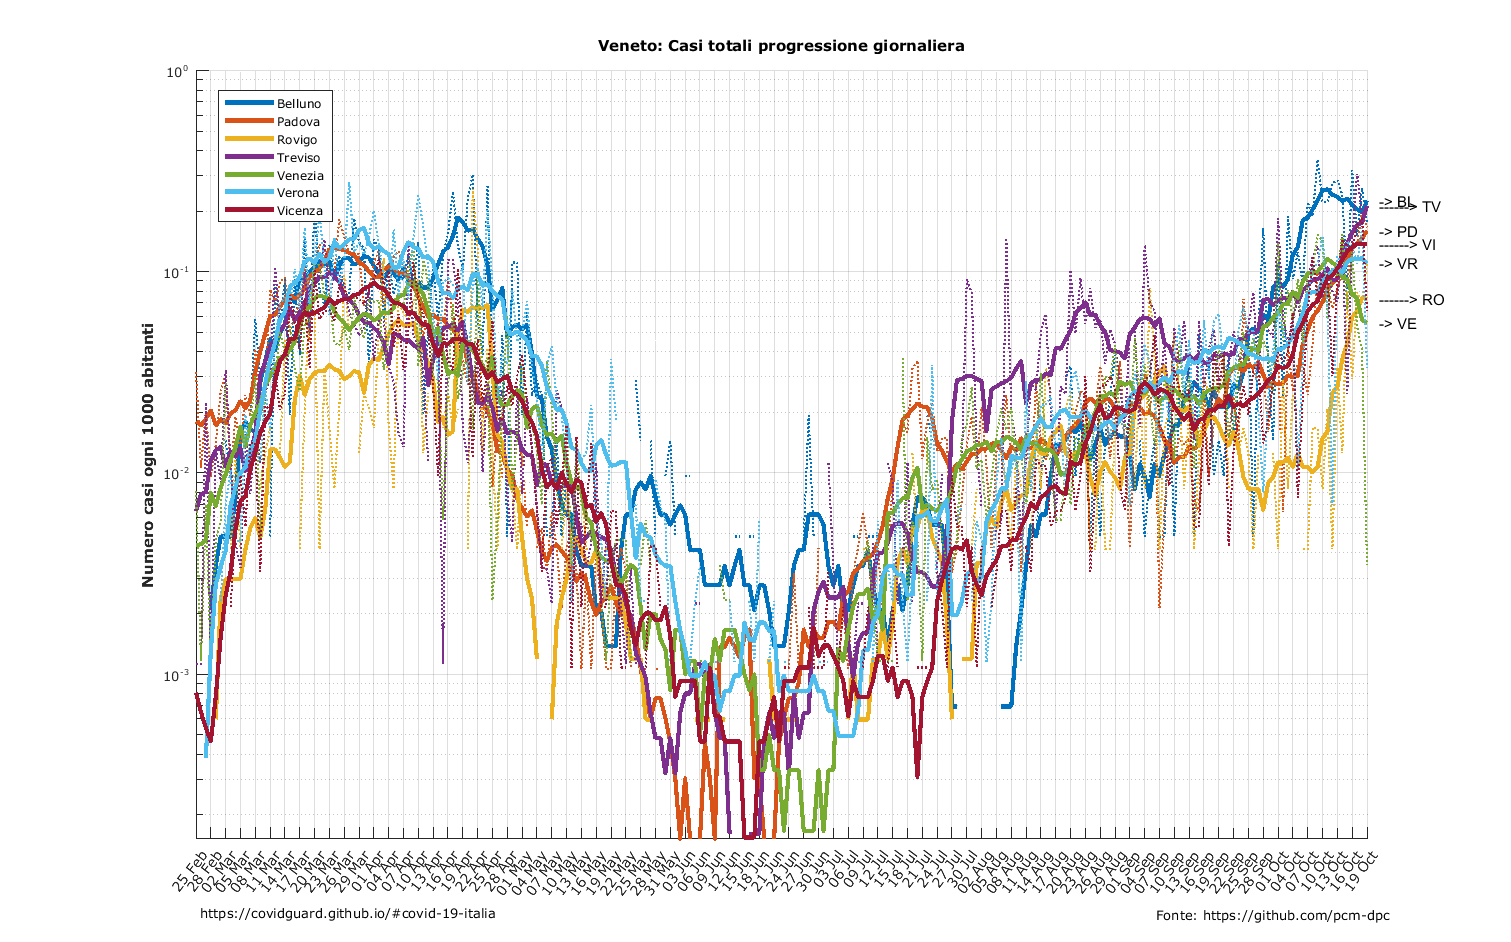 Veneto: Casi totali progressione giornaliera
Numero casi ogni 1000 abitanti
10⁰
10⁻¹
10⁻²
10⁻³
Belluno
Padova
Rovigo
Treviso
Venezia
Verona
Vicenza
-> BL
------> TV
-> PD
------> VI
-> VR
------> RO
-> VE
25 Feb
28 Feb
02 Mar
05 Mar
08 Mar
11 Mar
14 Mar
17 Mar
20 Mar
23 Mar
26 Mar
29 Mar
01 Apr
04 Apr
07 Apr
10 Apr
13 Apr
16 Apr
19 Apr
22 Apr
25 Apr
28 Apr
01 May
04 May
07 May
10 May
13 May
16 May
19 May
22 May
25 May
28 May
31 May
03 Jun
06 Jun
09 Jun
12 Jun
15 Jun
18 Jun
21 Jun
24 Jun
27 Jun
30 Jun
03 Jul
06 Jul
09 Jul
12 Jul
15 Jul
18 Jul
21 Jul
24 Jul
27 Jul
30 Jul
02 Aug
05 Aug
08 Aug
11 Aug
14 Aug
17 Aug
20 Aug
23 Aug
26 Aug
29 Aug
01 Sep
04 Sep
07 Sep
10 Sep
13 Sep
16 Sep
19 Sep
22 Sep
25 Sep
28 Sep
01 Oct
04 Oct
07 Oct
10 Oct
13 Oct
16 Oct
19 Oct
https://covidguard.github.io/#covid-19-italia
Fonte: https://github.com/pcm-dpc